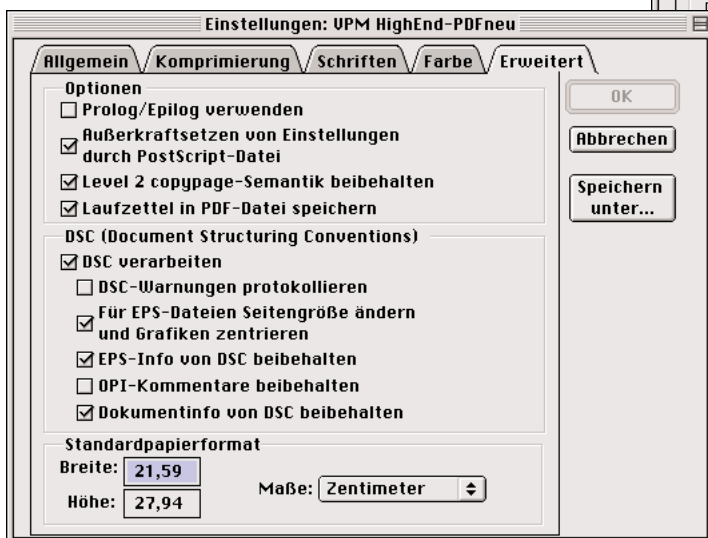 Einstellungen: VPM HighEnd-PDFneu
Allgemein
Komprimierung
Schriften
Farbe
Erweitert
Optionen
Prolog/Epilog verwenden
Außerkraftsetzen von Einstellungen
durch PostScript-Datei
Level 2 copypage-Semantik beibehalten
Laufzettel in PDF-Datei speichern
DSC (Document Structuring Conventions)
DSC verarbeiten
DSC-Warnungen protokollieren
Für EPS-Dateien Seitengröße ändern
und Grafiken zentrieren
EPS-Info von DSC beibehalten
OPI-Kommentare beibehalten
Dokumentinfo von DSC beibehalten
Standardpapierformat
Breite: 21,59
Höhe: 27,94
Maße: Zentimeter
OK
Abbrechen
Speichern
unter...